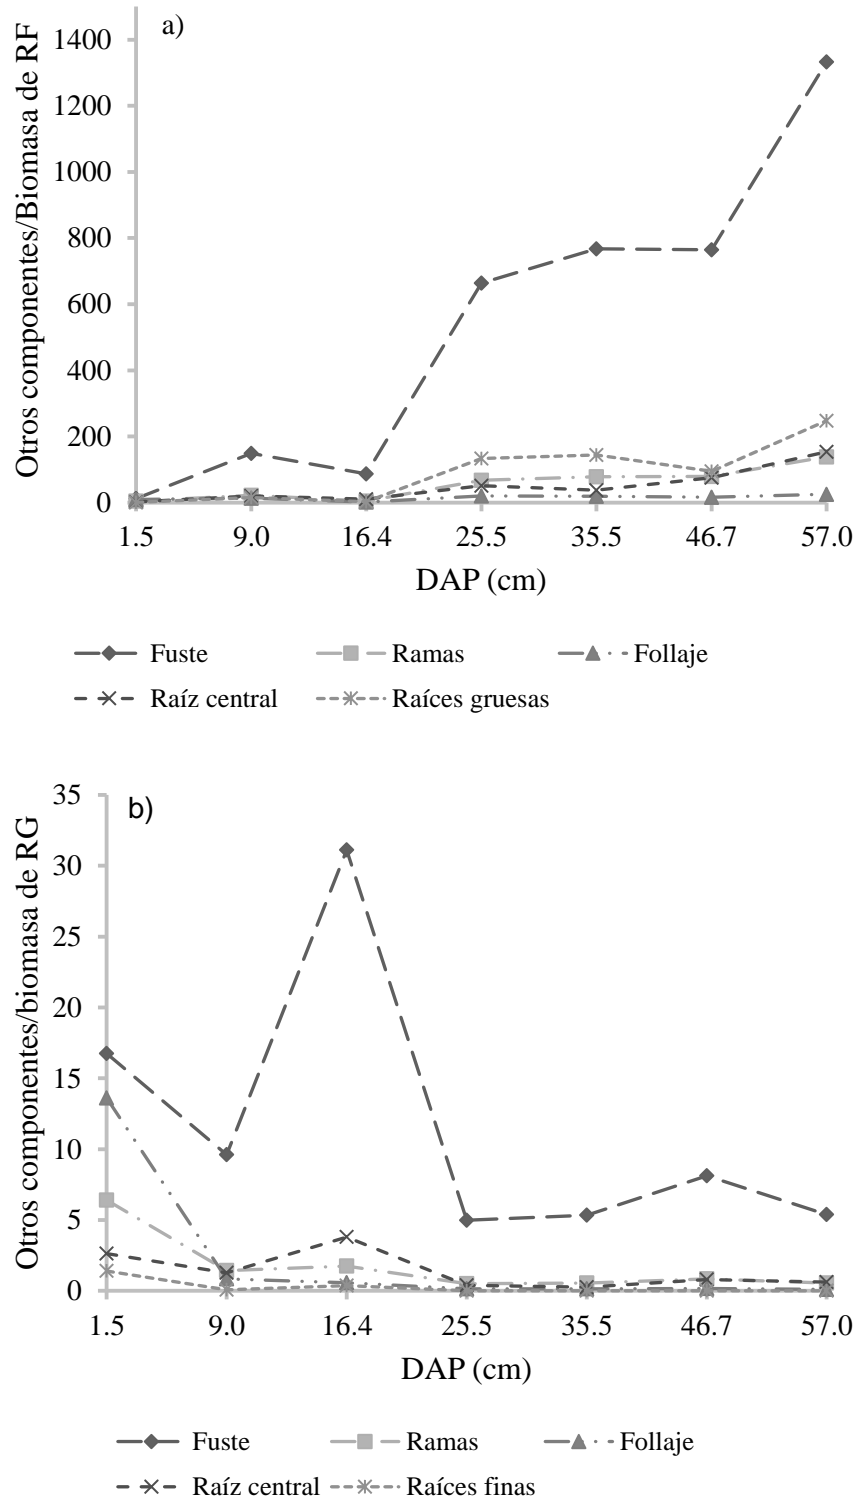 a)
Otros componentes/Biomasa de RF
1400
1200
1000
800
600
400
200
0
1.5 9.0 16.4 25.5 35.5 46.7 57.0
DAP (cm)
Fuste Ramas Follaje
Raíz central Raíces gruesas
b)
Otros componentes/biomasa de RG
35
30
25
20
15
10
5
0
1.5 9.0 16.4 25.5 35.5 46.7 57.0
DAP (cm)
Fuste Ramas Follaje
Raíz central Raíces finas